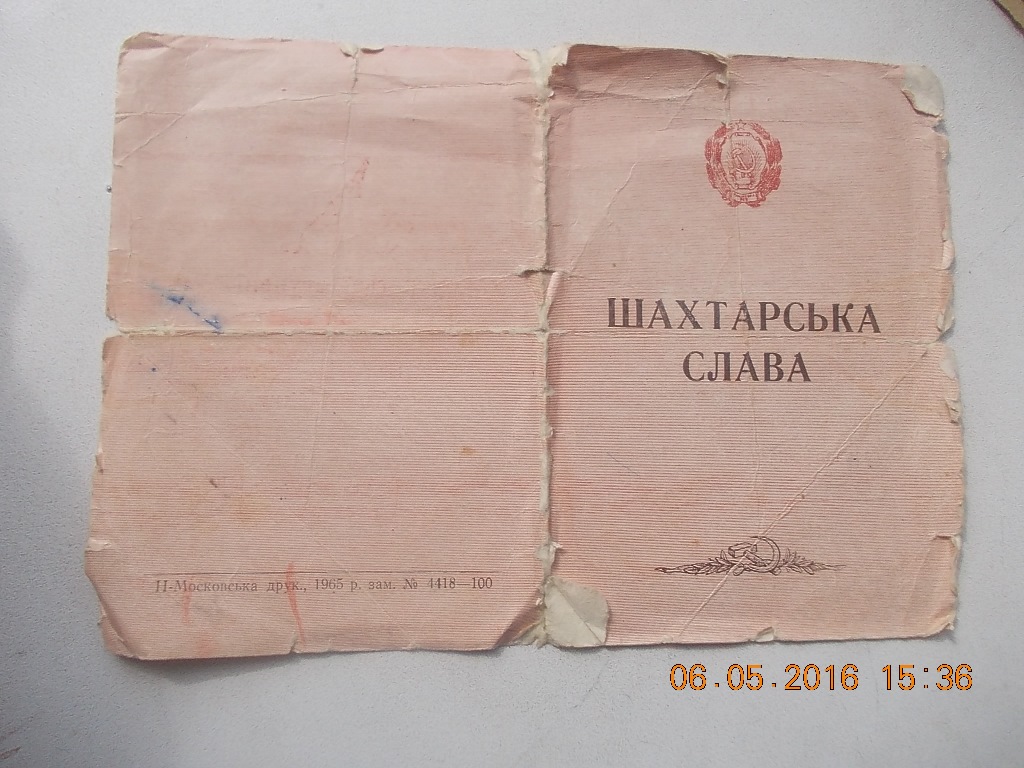 ШАХТАРСЬКА
СЛАВА
Н-Московська друк., 1965 р. зам. № 4418—100
06.05.2016 15:36